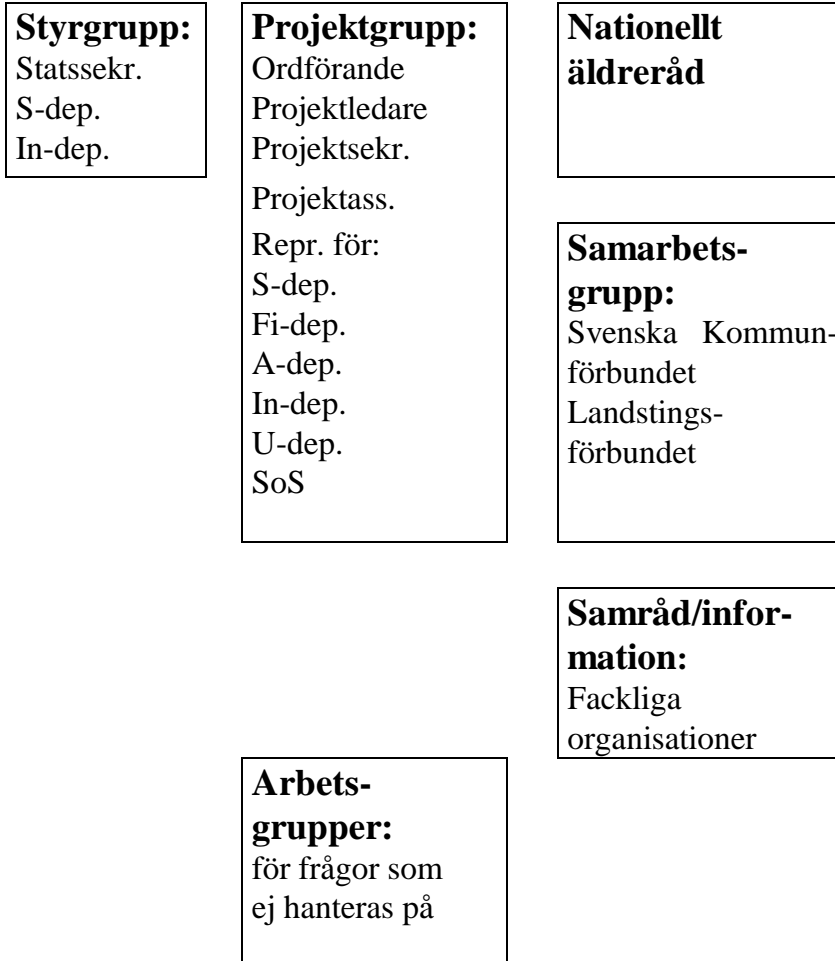 Styrgrupp:
Statssekr.
S-dep.
In-dep.
Projektgrupp:
Ordförande
Projektledare
Projektsekr.
Projektass.
Repr. för:
S-dep.
Fi-dep.
A-dep.
In-dep.
U-dep.
SoS
Nationellt
äldreråd
Samarbets-
grupp:
Svenska Kommun-
förbundet
Landstings-
förbundet
Samråd/infor-
mation:
Fackliga
organisationer
Arbets-
grupper:
för frågor som
ej hanteras på